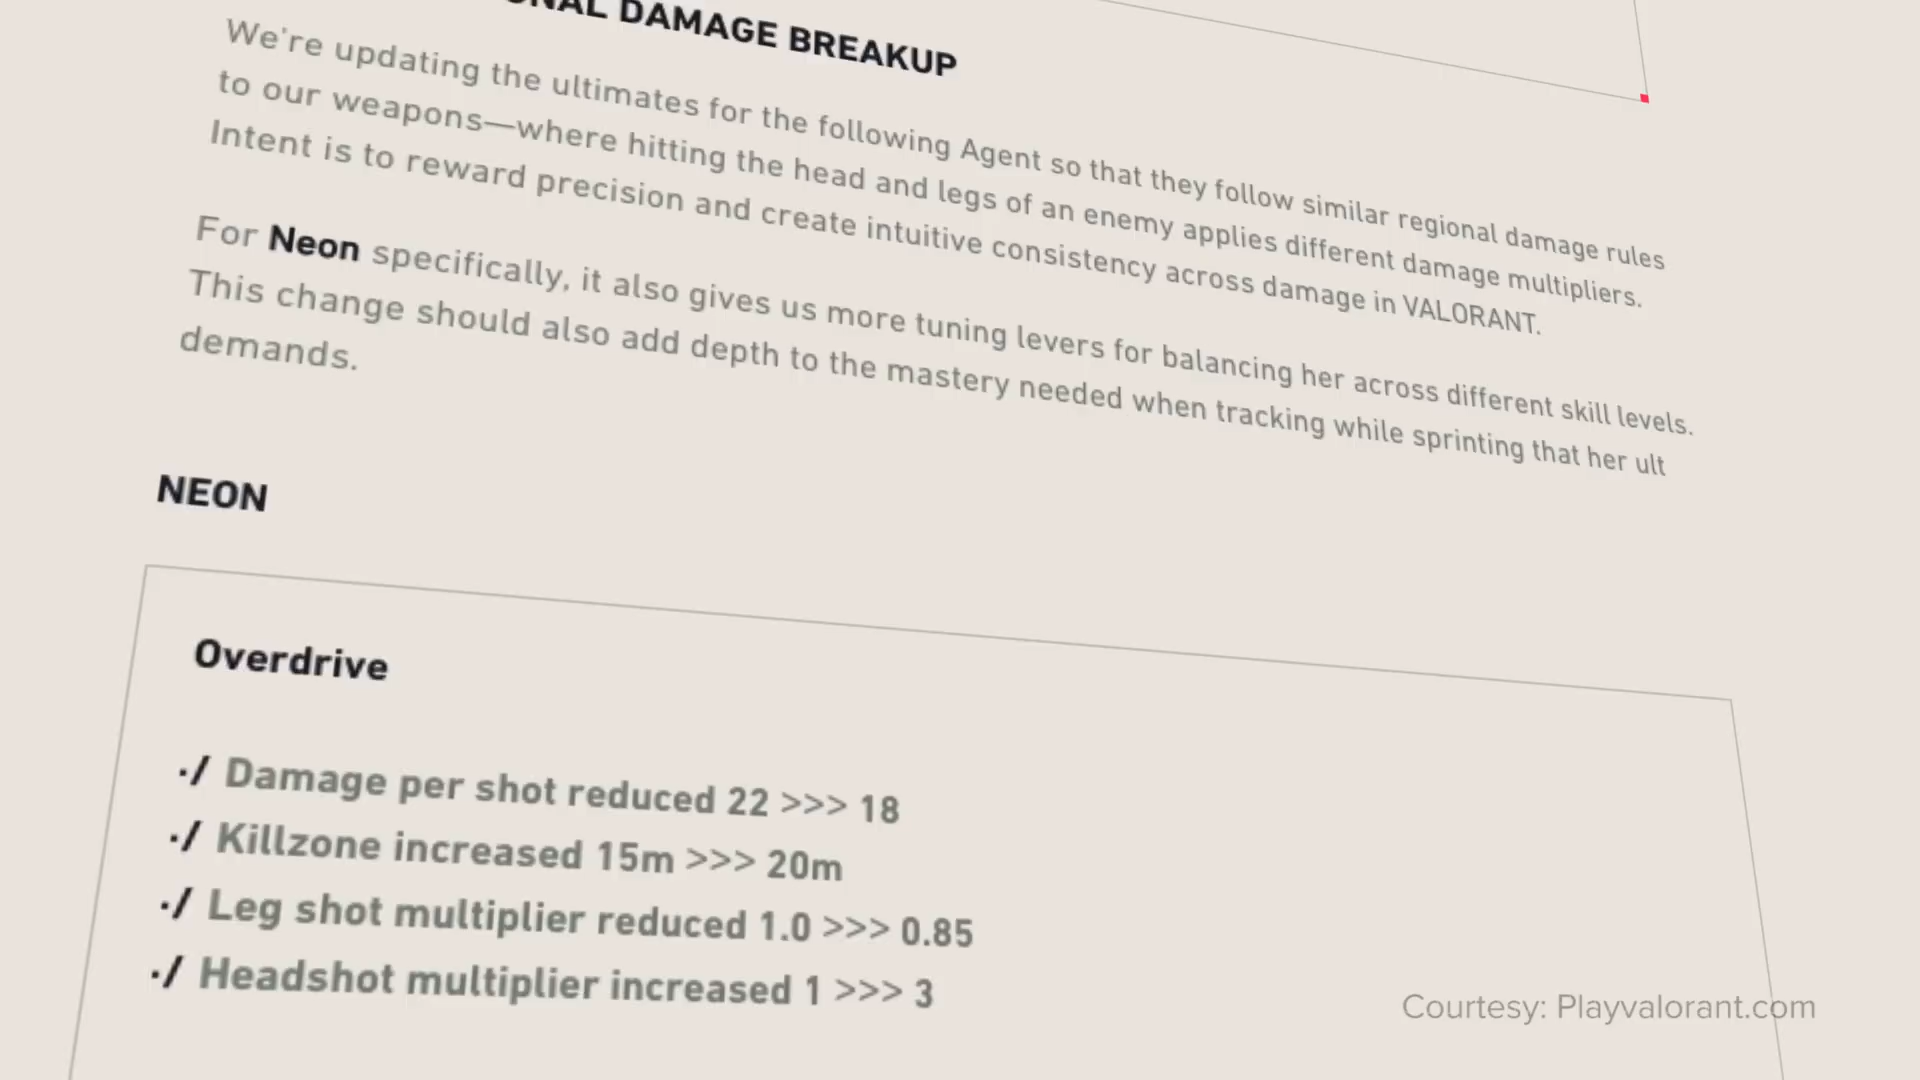 DAMAGE BREAKUP
We're updating the ultimates for the following Agent so that they follow similar regional damage rules
to our weapons—where hitting the head and legs of an enemy applies different damage multipliers.
Intent is to reward precision and create intuitive consistency across damage in VALORANT.
For Neon specifically, it also gives us more tuning levers for balancing her across different skill levels.
This change should also add depth to the mastery needed when tracking while sprinting that her ult
demands.
NEON
Overdrive
./ Damage per shot reduced 22 >>> 18
./ Killzone increased 15m >>> 20m
./ Leg shot multiplier reduced 1.0 >>> 0.85
./ Headshot multiplier increased 1 >>> 3
Courtesy: Playvalorant.com